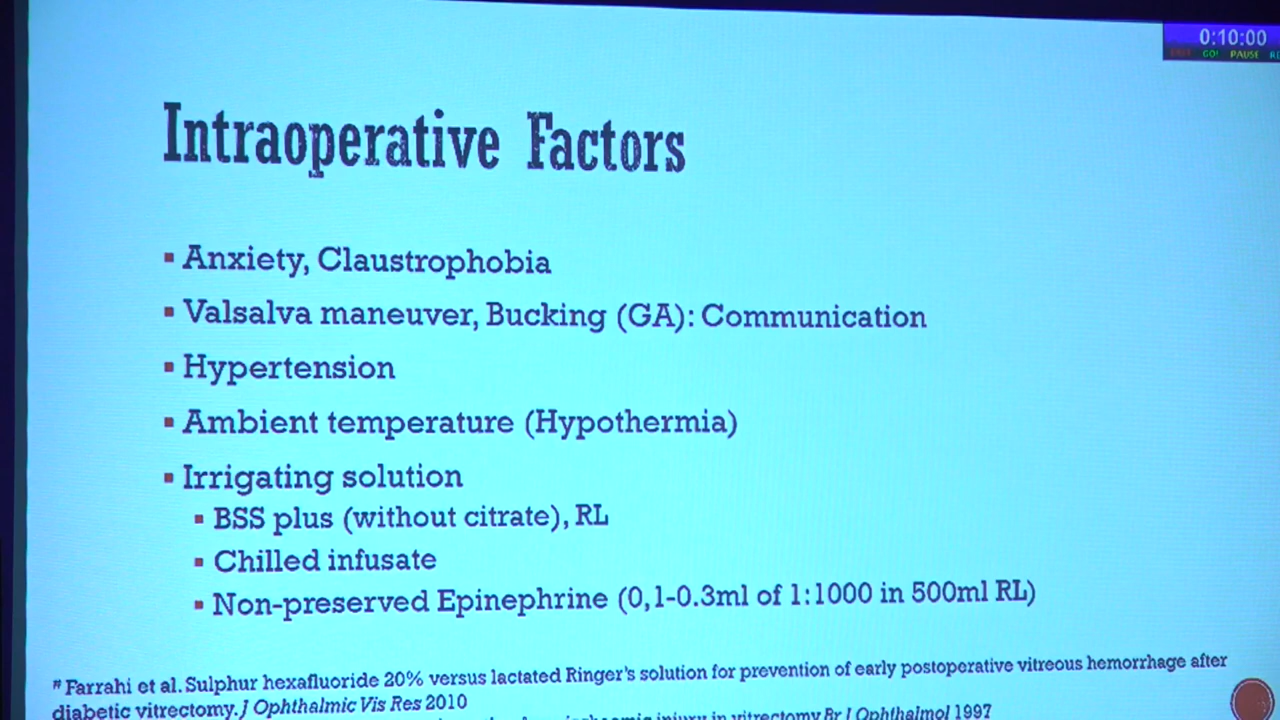 0:10:00
GO! PAUSE
Intraoperative Factors
▪ Anxiety, Claustrophobia
▪ Valsalva maneuver, Bucking (GA): Communication
▪ Hypertension
▪ Ambient temperature (Hypothermia)
▪ Irrigating solution
▪ BSS plus (without citrate), RL
▪ Chilled infusate
▪ Non-preserved Epinephrine (0,1-0.3ml of 1:1000 in 500ml RL)
# Farrahi et al. Sulphur hexafluoride 20% versus lactated Ringer's solution for prevention of early postoperative vitreous hemorrhage after
diabetic vitrectomy. J Ophthalmic Vis Res 2010
injury in vitrectomy Br J Ophthalmol 1997